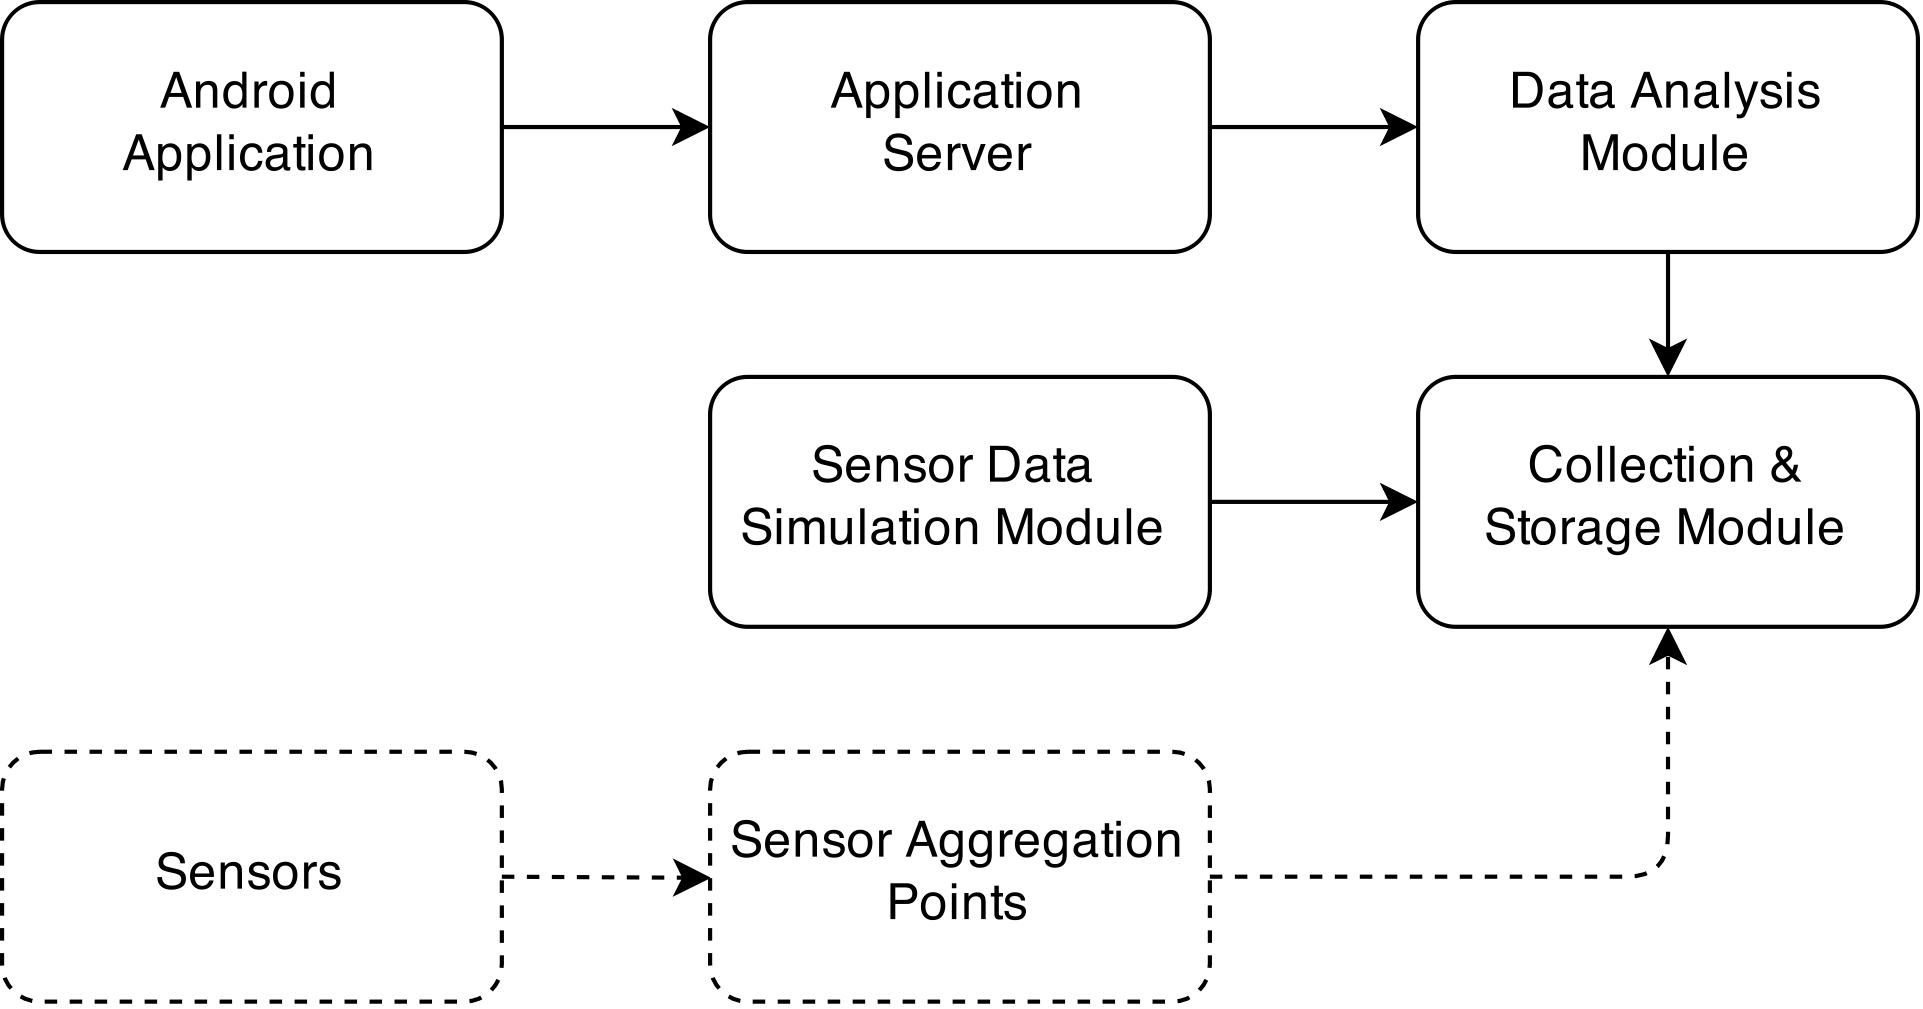 Android
Application
Application
Server
Data Analysis
Module
Sensor Data
Simulation Module
Collection &
Storage Module
Sensors
Sensor Aggregation
Points